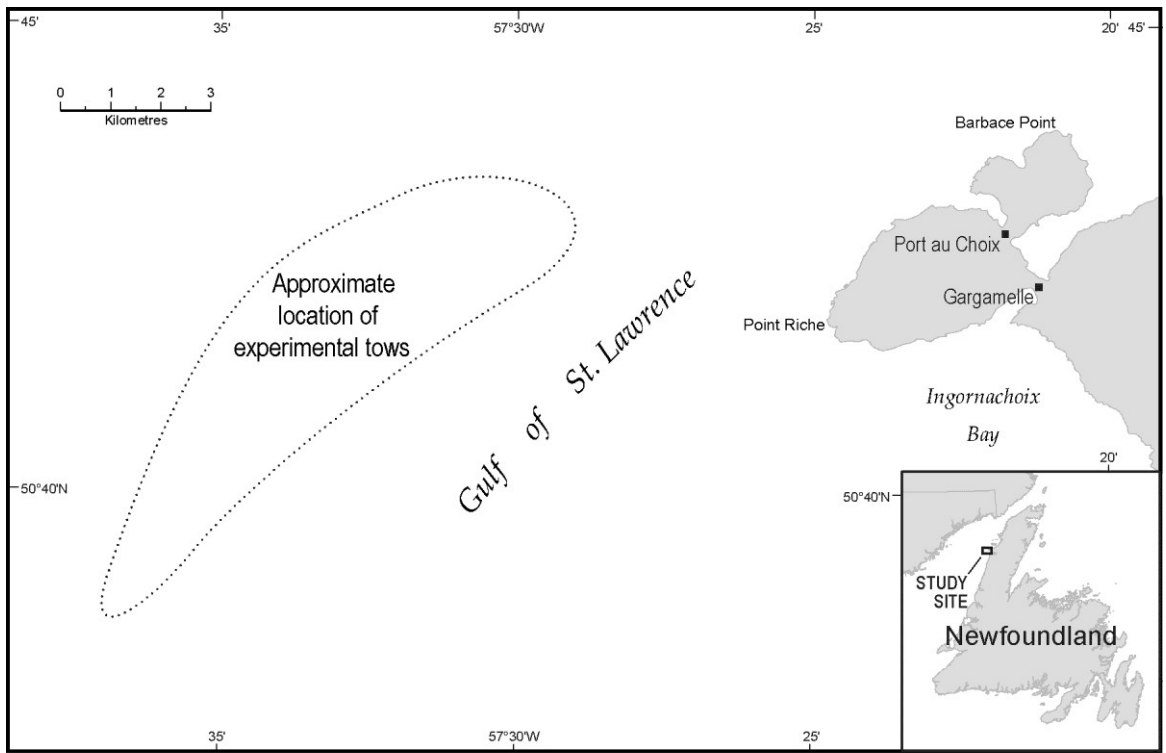 45'
35'
57°30'W
25'
20' 45'
0 1 2 3
Kilometres
Barbace Point
Port au Choix
Gargamelle
Point Riche
Approximate
location of
experimental tows
Gulf of St. Lawrence
Ingornachoix
Bay
20'
50°40'N
50°40'N
STUDY
SITE
Newfoundland
35'
57°30'W
25'